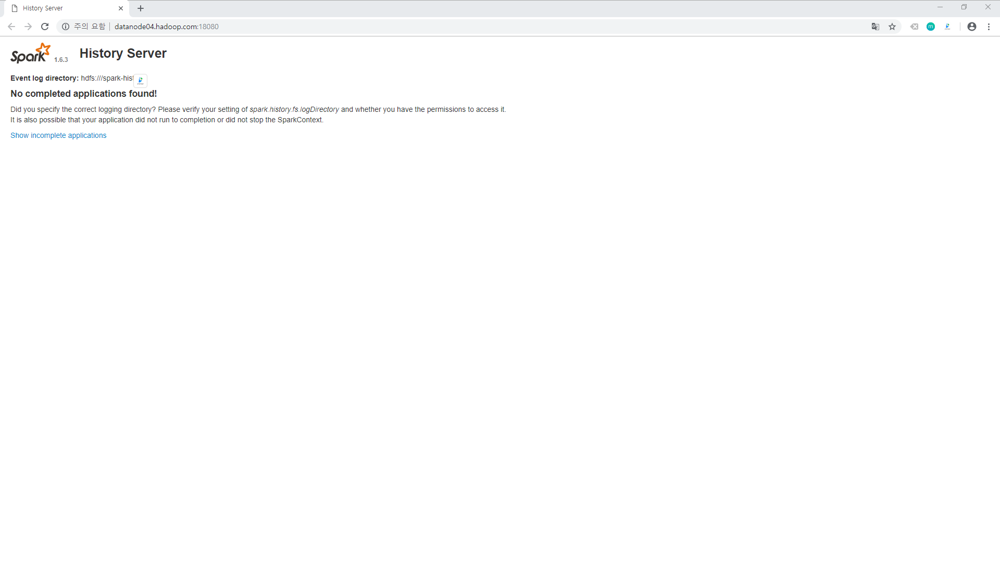 History Server
주의 요함 datanode04.hadoop.com:18080
m
Spark 1.6.3 History Server
Event log directory: hdfs:///spark-his
No completed applications found!
Did you specify the correct logging directory? Please verify your setting of spark.history.fs.logDirectory and whether you have the permissions to access it.
It is also possible that your application did not run to completion or did not stop the SparkContext.
Show incomplete applications